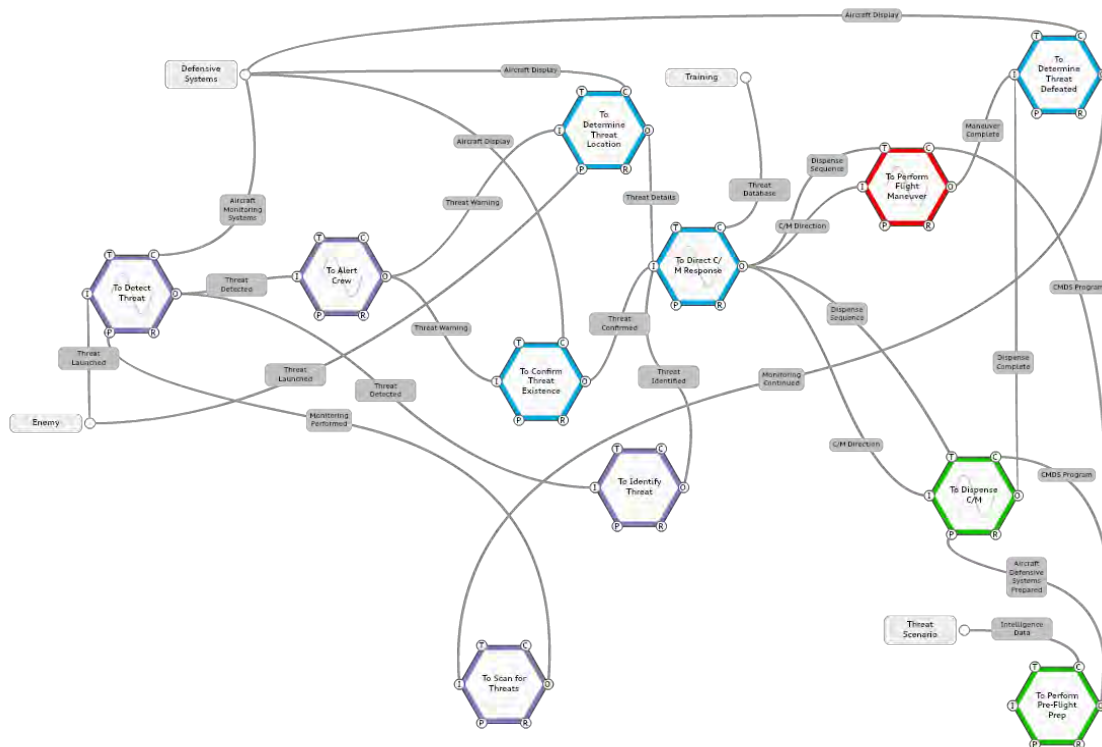 Aircraft Display
Defensive
Systems
Aircraft Display
Training
T
C
To
Determine
Threat
Defeated
I
P
R
T
C
To
Determine
Threat
Location
I
O
P
R
Aircraft Display
Maneuver
Complete
Dispense
Sequence
T
C
To Perform
Flight
Maneuver
I
O
P
R
Aircraft
Monitoring
Systems
Threat Warning
Threat Details
Threat
Database
C/M Direction
T
C
To Detect
Threat
I
O
P
R
Threat
Detected
T
C
To Alert
Crew
I
O
P
R
T
C
To Direct C/
M Response
I
O
P
R
CMDS Program
Dispense
Sequence
Threat
Launched
Threat Warning
Threat
Confirmed
T
C
To Confirm
Threat
Existence
I
O
P
R
Threat
Launched
Threat
Detected
Threat
Identified
Monitoring
Continued
Dispense
Complete
Enemy
Monitoring
Performed
C/M Direction
T
C
To Identify
Threat
I
O
P
R
T
C
To Dispense
C/M
I
O
P
R
CMDS Program
Aircraft
Defensive
Systems
Prepared
Threat
Scenario
Intelligence
Data
T
C
To Scan for
Threats
I
O
P
R
T
C
To Perform
Pre-Flight
Prep
I
O
P
R